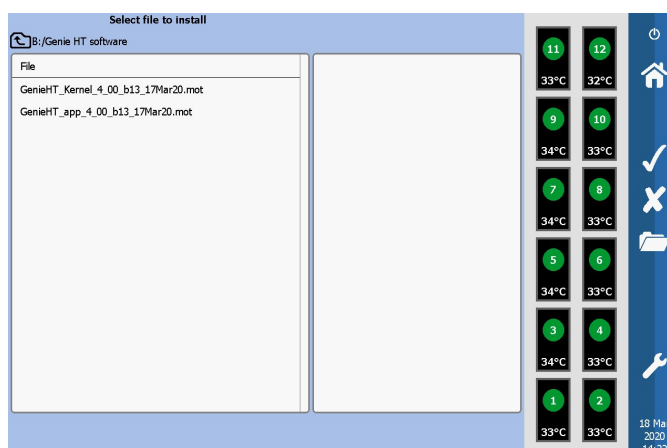 Select file to install
B:/Genie HT software
File
GenieHT_Kernel_4_00_b13_17Mar20.mot
GenieHT_app_4_00_b13_17Mar20.mot
11 12
33°C 32°C
9 10
34°C 33°C
7 8
34°C 33°C
5 6
34°C 33°C
3 4
34°C 33°C
1 2
33°C 33°C
18 Ma
2020